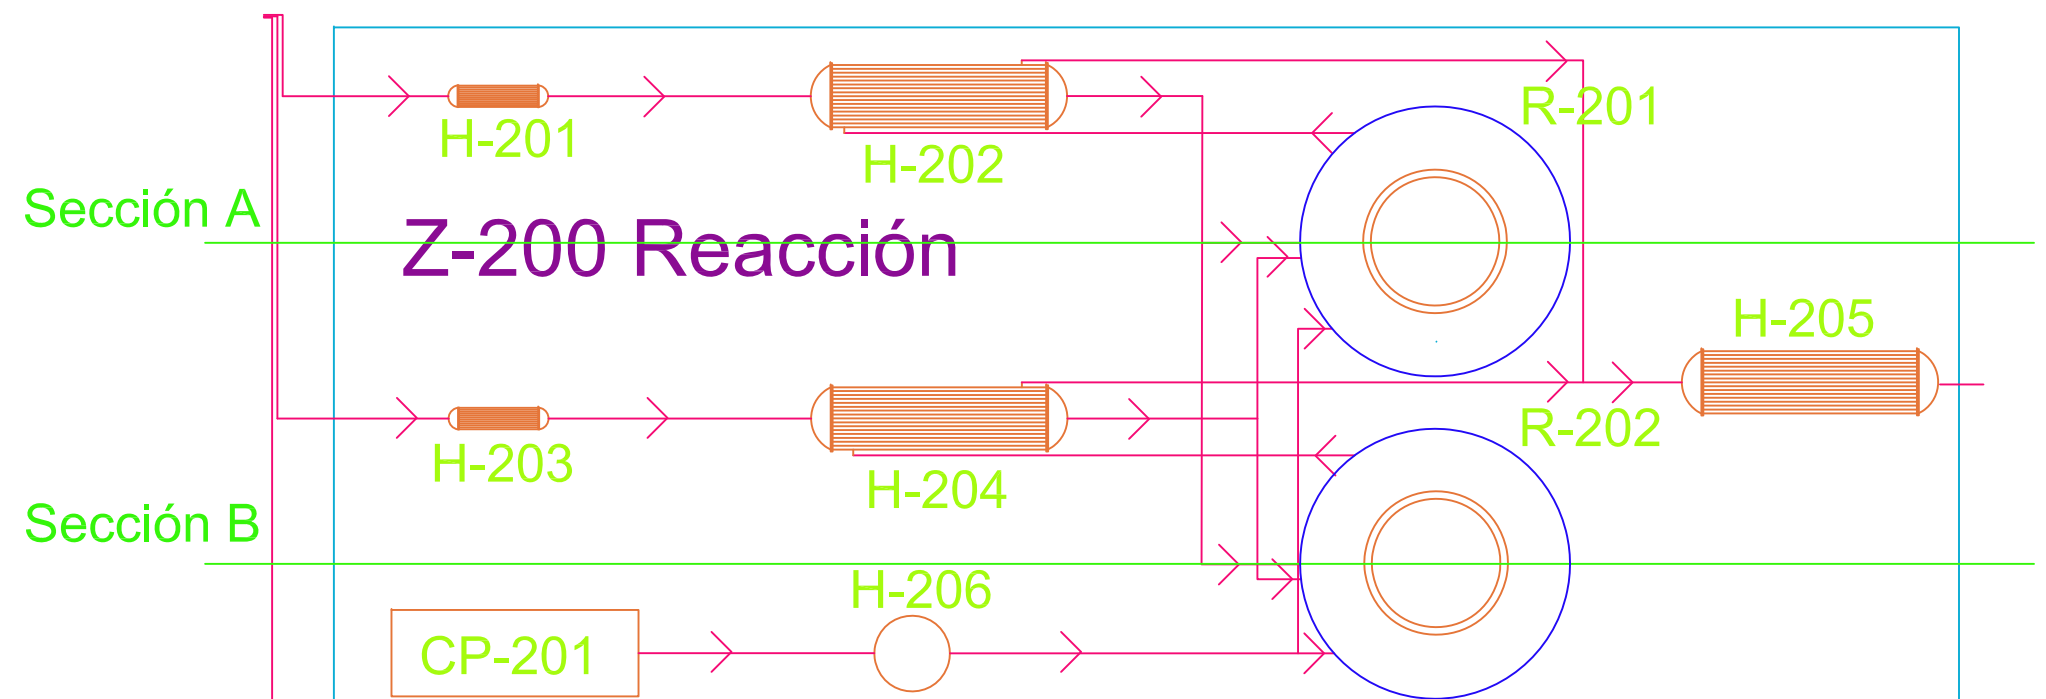 R-201
H-201
H-202
Sección A
Z-200 Reacción
H-205
R-202
H-203
H-204
Sección B
H-206
CP-201